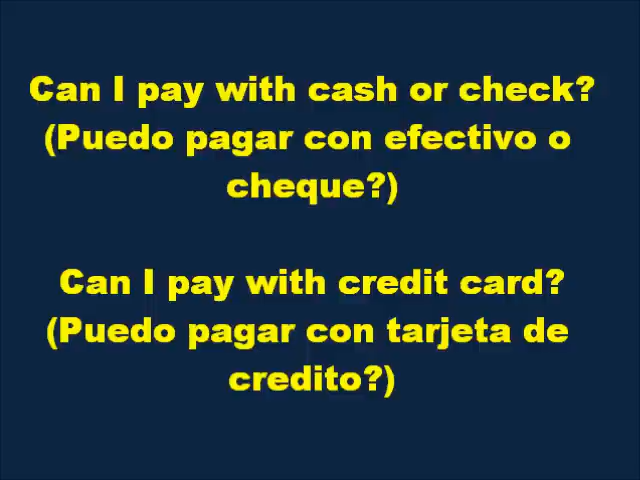 Can I pay with cash or check?
(Puedo pagar con efectivo o
cheque?)
Can I pay with credit card?
(Puedo pagar con tarjeta de
credito?)